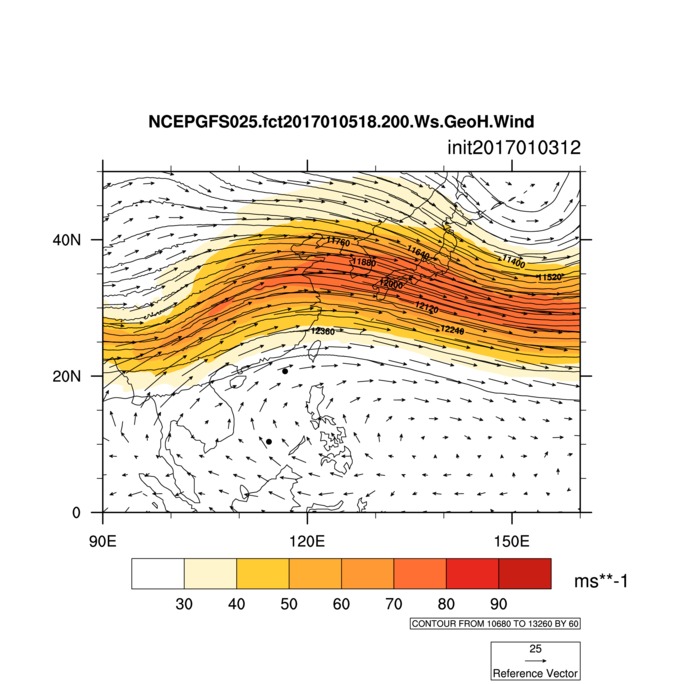 NCEPGFS025.fct2017010518.200.Ws.GeoH.Wind
init2017010312
40N
20N
0
11760
11640
11880
11400
11520
12000
12120
12360
12240
90E 120E 150E
30 40 50 60 70 80 90
ms**-1
CONTOUR FROM 10680 TO 13260 BY 60
25
Reference Vector